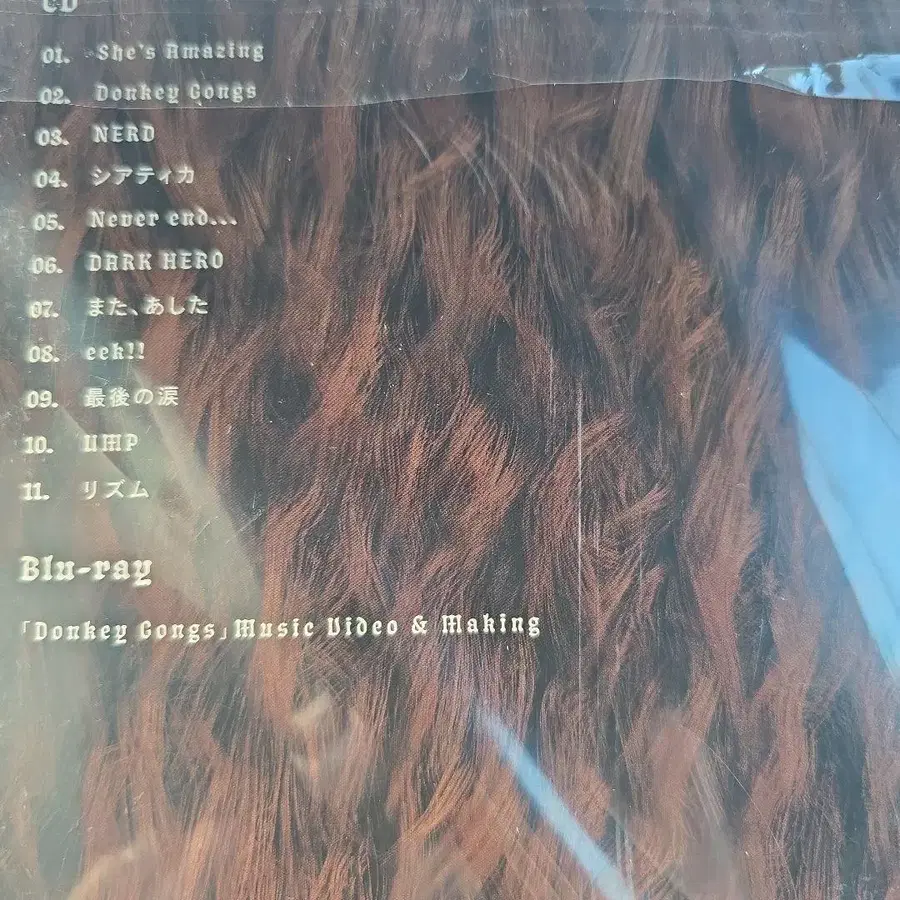 CD
01. She's Amazing
02. Donkey Gongs
03. NERD
04. シアティカ
05. Never end...
06. DARK HERO
07. また、あした
08. eek!!
09. 最後の涙
10. UMP
11. リズム
Blu-ray
「Donkey Gongs」Music Video & Making